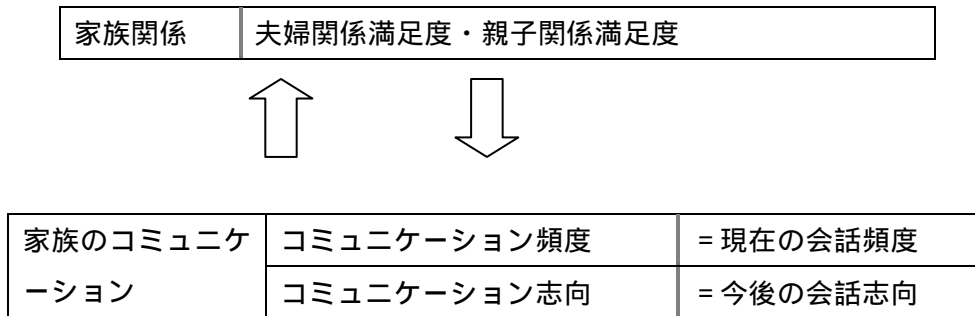 家族関係 夫婦関係満足度・親子関係満足度
家族のコミュニケ コミュニケーション頻度 =現在の会話頻度
ーション コミュニケーション志向 =今後の会話志向